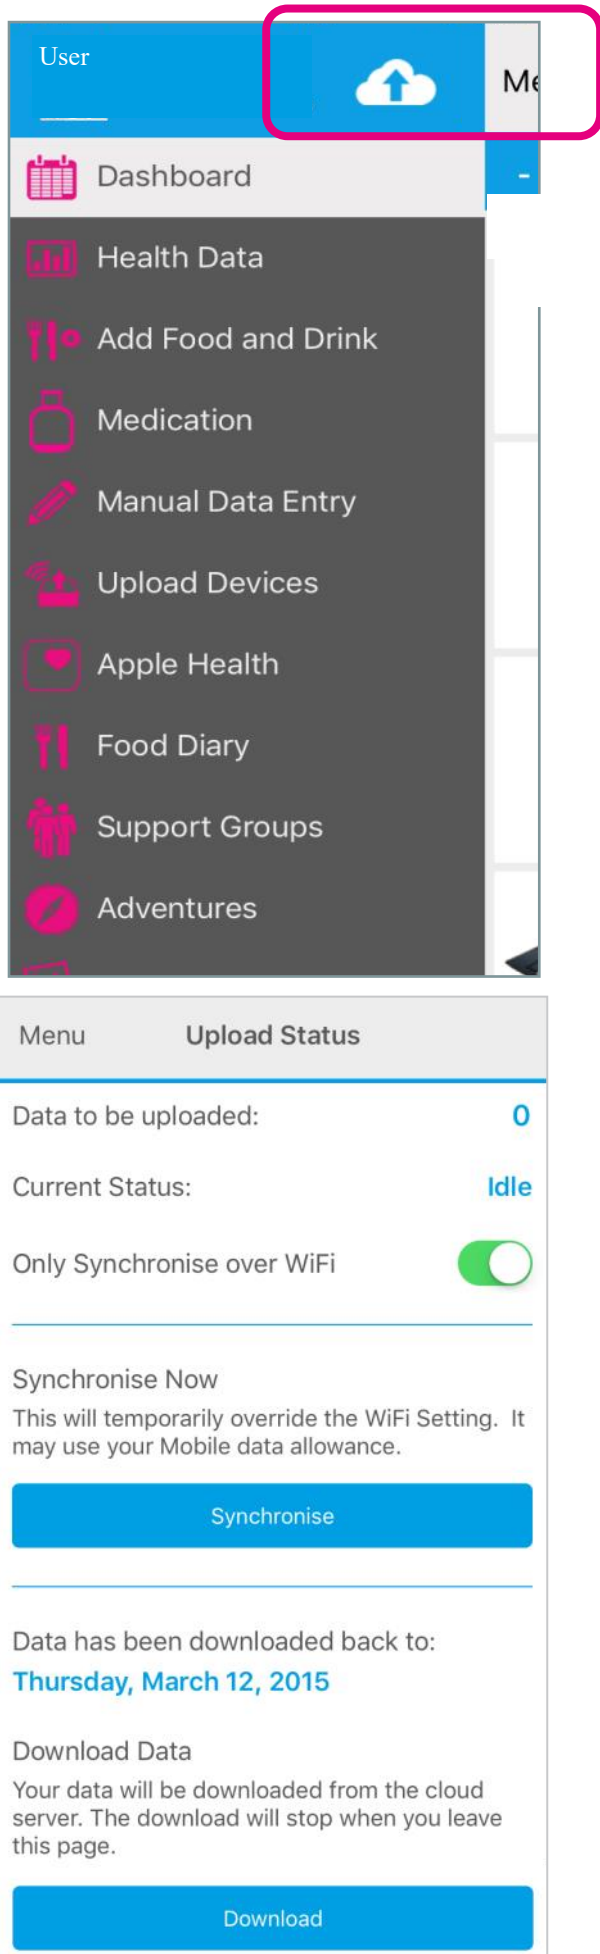 User
Me
-
Dashboard
Health Data
Add Food and Drink
Medication
Manual Data Entry
Upload Devices
Apple Health
Food Diary
Support Groups
Adventures
Menu Upload Status
Data to be uploaded: 0
Current Status: Idle
Only Synchronise over WiFi
Synchronise Now
This will temporarily override the WiFi Setting. It
may use your Mobile data allowance.
Synchronise
Data has been downloaded back to:
Thursday, March 12, 2015
Download Data
Your data will be downloaded from the cloud
server. The download will stop when you leave
this page.
Download